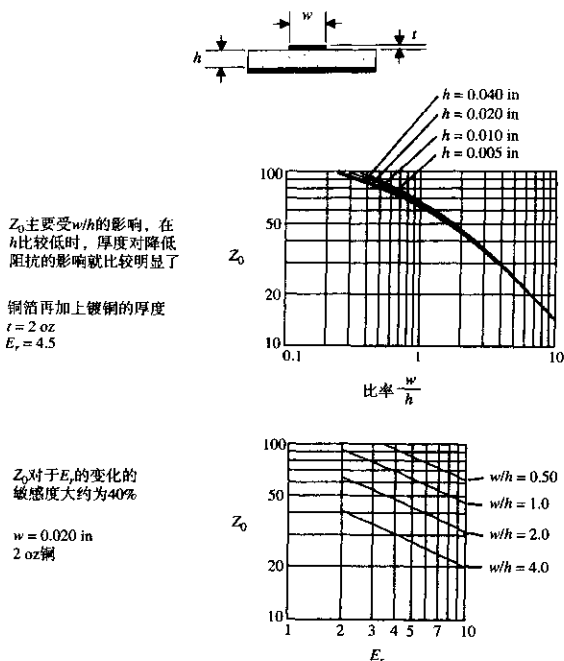 w
t
h
h = 0.040 in
h = 0.020 in
h = 0.010 in
h = 0.005 in
Z₀主要受w/h的影响，在
h比较低时，厚度对降低
阻抗的影响就比较明显了
铜箔再加上镀铜的厚度
t = 2 oz
Eᵣ = 4.5
Z₀
100
50
20
10
0.1 1 10
比率 w/h
Z₀对于Eᵣ的变化的
敏感度大约为40%
w = 0.020 in
2 oz铜
Z₀
100
50
20
10
w/h = 0.50
w/h = 1.0
w/h = 2.0
w/h = 4.0
1 2 3 4 5 7 10
Eᵣ